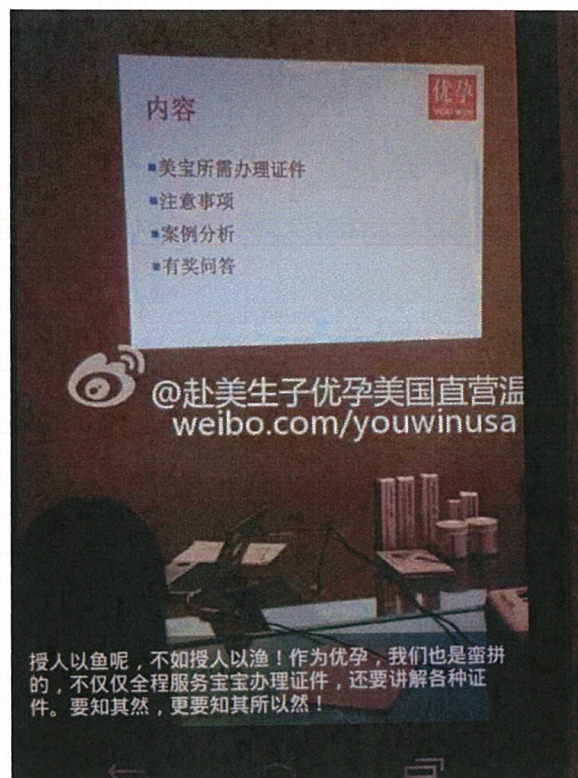 优孕
YOU WIN
内容
▪美宝所需办理证件
▪注意事项
▪案例分析
▪有奖问答
@赴美生子优孕美国直营温
weibo.com/youwinusa
授人以鱼呢，不如授人以渔！作为优孕，我们也是蛮拼
的，不仅仅全程服务宝宝办理证件，还要讲解各种证
件。要知其然，更要知其所以然！